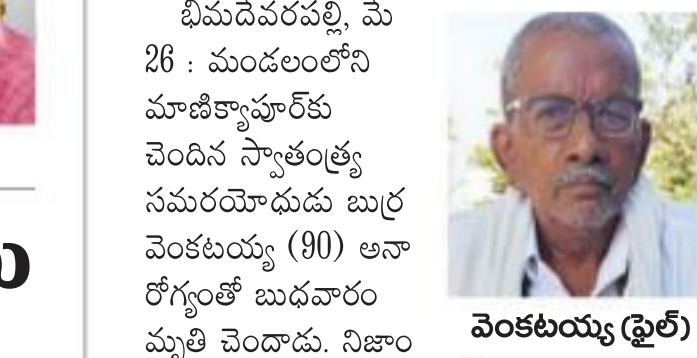 భీమదేవరపల్లి, మే
26 : మండలంలోని
మాణిక్యాపూర్‌కు
చెందిన స్వాతంత్ర్య
సమరయోధుడు బుర్ర
వెంకటయ్య (90) అనా
రోగ్యంతో బుధవారం
మృతి చెందాడు. నిజాం
వెంకటయ్య (ఫైల్)